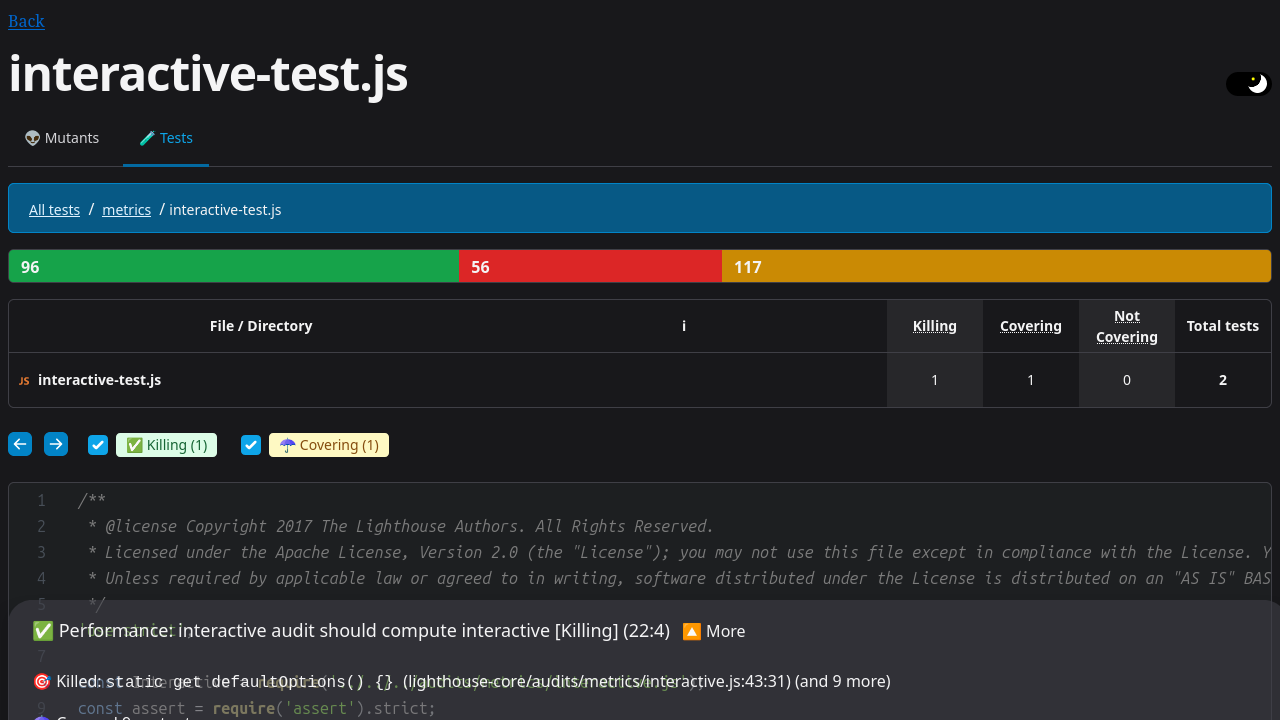 Back
interactive-test.js
👽 Mutants 🧪 Tests
All tests / metrics / interactive-test.js
96 56 117
File / Directory ℹ Killing Covering Not Covering Total tests
JS interactive-test.js 1 1 0 2
✅ Killing (1) ☂️ Covering (1)
1 /**
2 * @license Copyright 2017 The Lighthouse Authors. All Rights Reserved.
3 * Licensed under the Apache License, Version 2.0 (the "License"); you may not use this file except in compliance with the License. Y
4 * Unless required by applicable law or agreed to in writing, software distributed under the License is distributed on an "AS IS" BAS
5 */
✅ Performance: interactive audit should compute interactive [Killing] (22:4) 🔼 More
7
🎯 Killed: static get defaultOptions() {} (lighthouse-core/audits/metrics/interactive.js:43:31) (and 9 more)
9 const assert = require('assert').strict;